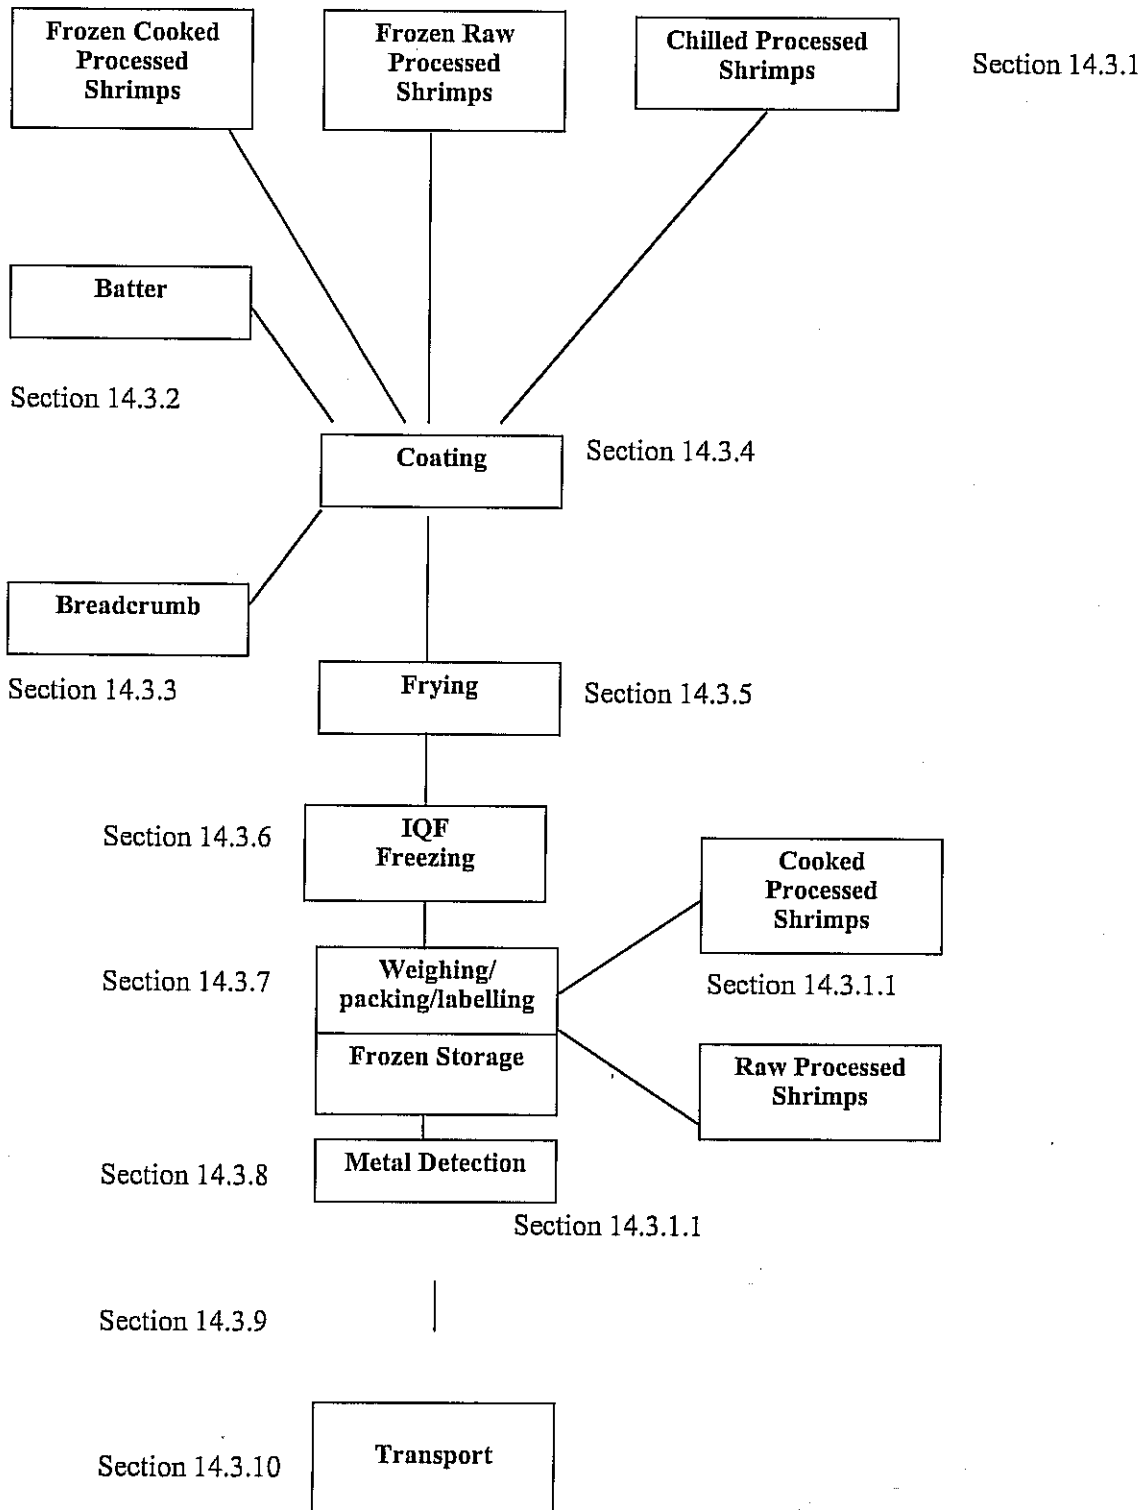 Frozen Cooked
Processed
Shrimps
Frozen Raw
Processed
Shrimps
Chilled Processed
Shrimps
Section 14.3.1
Batter
Section 14.3.2
Coating
Section 14.3.4
Breadcrumb
Section 14.3.3
Frying
Section 14.3.5
Section 14.3.6
IQF
Freezing
Cooked
Processed
Shrimps
Section 14.3.7
Weighing/
packing/labelling
Section 14.3.1.1
Frozen Storage
Raw Processed
Shrimps
Section 14.3.8
Metal Detection
Section 14.3.1.1
Section 14.3.9
Section 14.3.10
Transport